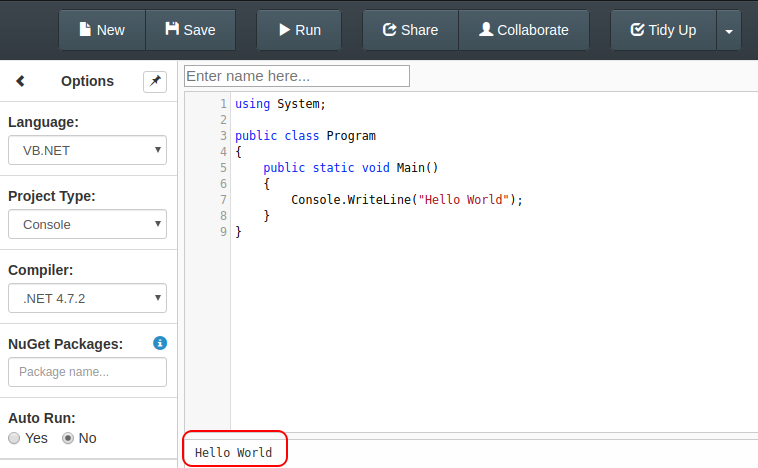 New Save Run Share Collaborate Tidy Up
Options
Language:
VB.NET
Project Type:
Console
Compiler:
.NET 4.7.2
NuGet Packages:
Package name...
Auto Run:
Yes No
Enter name here...
1 using System;
2
3 public class Program
4 {
5     public static void Main()
6     {
7         Console.WriteLine("Hello World");
8     }
9 }
Hello World